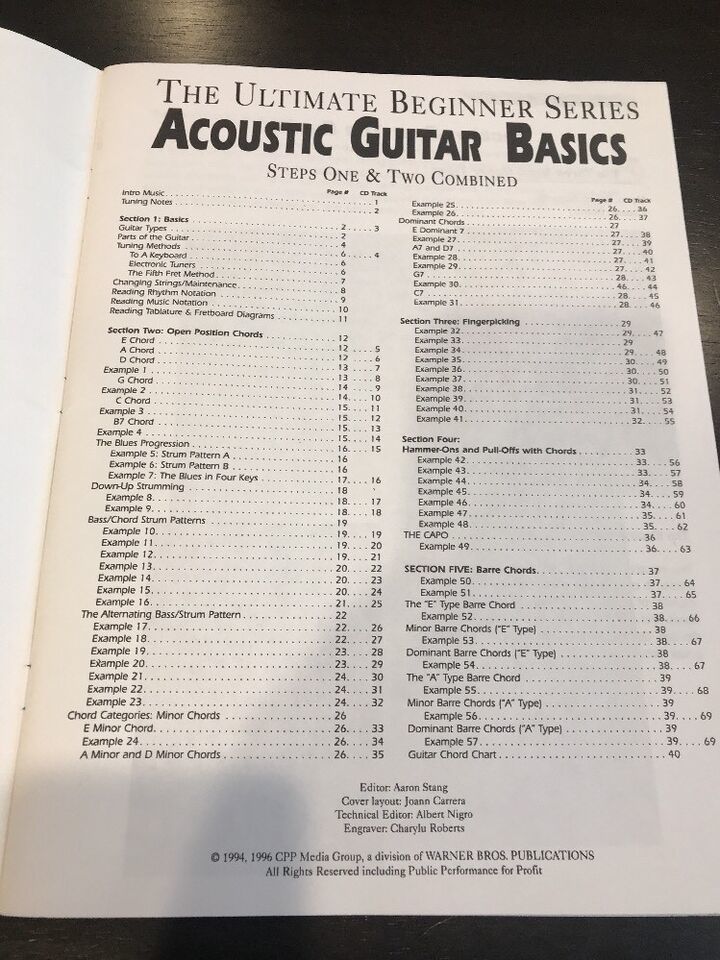 THE ULTIMATE BEGINNER SERIES
ACOUSTIC GUITAR BASICS
STEPS ONE & TWO COMBINED
Page # CD Track
Intro Music . . . . 1
Tuning Notes . . . . 2
Section 1: Basics . . . . 2 . . . . 3
Guitar Types . . . . 2
Parts of the Guitar . . . . 4
Tuning Methods . . . . 6 . . . . 4
To A Keyboard . . . . 6
Electronic Tuners . . . . 6
The Fifth Fret Method . . . . 7
Changing Strings/Maintenance . . . . 8
Reading Rhythm Notation . . . . 9
Reading Music Notation . . . . 10
Reading Tablature & Fretboard Diagrams . . . . 11
Section Two: Open Position Chords . . . . 12
E Chord . . . . 12 . . . . 5
A Chord . . . . 12 . . . . 6
D Chord . . . . 13 . . . . 7
Example 1 . . . . 13 . . . . 8
G Chord . . . . 14 . . . . 9
Example 2 . . . . 14 . . . . 10
C Chord . . . . 15 . . . . 11
Example 3 . . . . 15 . . . . 12
B7 Chord . . . . 15 . . . . 13
Example 4 . . . . 15 . . . . 14
The Blues Progression . . . . 16 . . . . 15
Example 5: Strum Pattern A . . . . 16
Example 6: Strum Pattern B . . . . 16
Example 7: The Blues in Four Keys . . . . 17 . . . . 16
Down-Up Strumming . . . . 18
Example 8 . . . . 18 . . . . 17
Example 9 . . . . 18 . . . . 18
Bass/Chord Strum Patterns . . . . 19
Example 10 . . . . 19 . . . . 19
Example 11 . . . . 19 . . . . 20
Example 12 . . . . 19 . . . . 21
Example 13 . . . . 20 . . . . 22
Example 14 . . . . 20 . . . . 23
Example 15 . . . . 20 . . . . 24
Example 16 . . . . 21 . . . . 25
The Alternating Bass/Strum Pattern . . . . 22
Example 17 . . . . 22 . . . . 26
Example 18 . . . . 22 . . . . 27
Example 19 . . . . 23 . . . . 28
Example 20 . . . . 23 . . . . 29
Example 21 . . . . 24 . . . . 30
Example 22 . . . . 24 . . . . 31
Example 23 . . . . 24 . . . . 32
Chord Categories: Minor Chords . . . . 26
E Minor Chord . . . . 26 . . . . 33
Example 24 . . . . 26 . . . . 34
A Minor and D Minor Chords . . . . 26 . . . . 35
Page # CD Track
Example 25 . . . . 26 . . . . 36
Example 26 . . . . 26 . . . . 37
Dominant Chords . . . . 27
E Dominant 7 . . . . 27 . . . . 38
Example 27 . . . . 27 . . . . 39
A7 and D7 . . . . 27 . . . . 40
Example 28 . . . . 27 . . . . 41
Example 29 . . . . 27 . . . . 42
G7 . . . . 28 . . . . 43
Example 30 . . . . 46 . . . . 44
C7 . . . . 28 . . . . 45
Example 31 . . . . 28 . . . . 46
Section Three: Fingerpicking . . . . 29
Example 32 . . . . 29 . . . . 47
Example 33 . . . . 29
Example 34 . . . . 29 . . . . 48
Example 35 . . . . 30 . . . . 49
Example 36 . . . . 30 . . . . 50
Example 37 . . . . 30 . . . . 51
Example 38 . . . . 31 . . . . 52
Example 39 . . . . 31 . . . . 53
Example 40 . . . . 31 . . . . 54
Example 41 . . . . 32 . . . . 55
Section Four:
Hammer-Ons and Pull-Offs with Chords . . . . 33
Example 42 . . . . 33 . . . . 56
Example 43 . . . . 33 . . . . 57
Example 44 . . . . 34 . . . . 58
Example 45 . . . . 34 . . . . 59
Example 46 . . . . 34 . . . . 60
Example 47 . . . . 35 . . . . 61
Example 48 . . . . 35 . . . . 62
THE CAPO . . . . 36
Example 49 . . . . 36 . . . . 63
SECTION FIVE: Barre Chords . . . . 37
Example 50 . . . . 37 . . . . 64
Example 51 . . . . 37 . . . . 65
The "E" Type Barre Chord . . . . 38
Example 52 . . . . 38 . . . . 66
Minor Barre Chords ("E" Type) . . . . 38
Example 53 . . . . 38 . . . . 67
Dominant Barre Chords ("E" Type) . . . . 38
Example 54 . . . . 38 . . . . 67
The "A" Type Barre Chord . . . . 39
Example 55 . . . . 39 . . . . 68
Minor Barre Chords ("A" Type) . . . . 39
Example 56 . . . . 39 . . . . 69
Dominant Barre Chords ("A" Type) . . . . 39
Example 57 . . . . 39 . . . . 69
Guitar Chord Chart . . . . 40
Editor: Aaron Stang
Cover layout: Joann Carrera
Technical Editor: Albert Nigro
Engraver: Charylu Roberts
© 1994, 1996 CPP Media Group, a division of WARNER BROS. PUBLICATIONS
All Rights Reserved including Public Performance for Profit